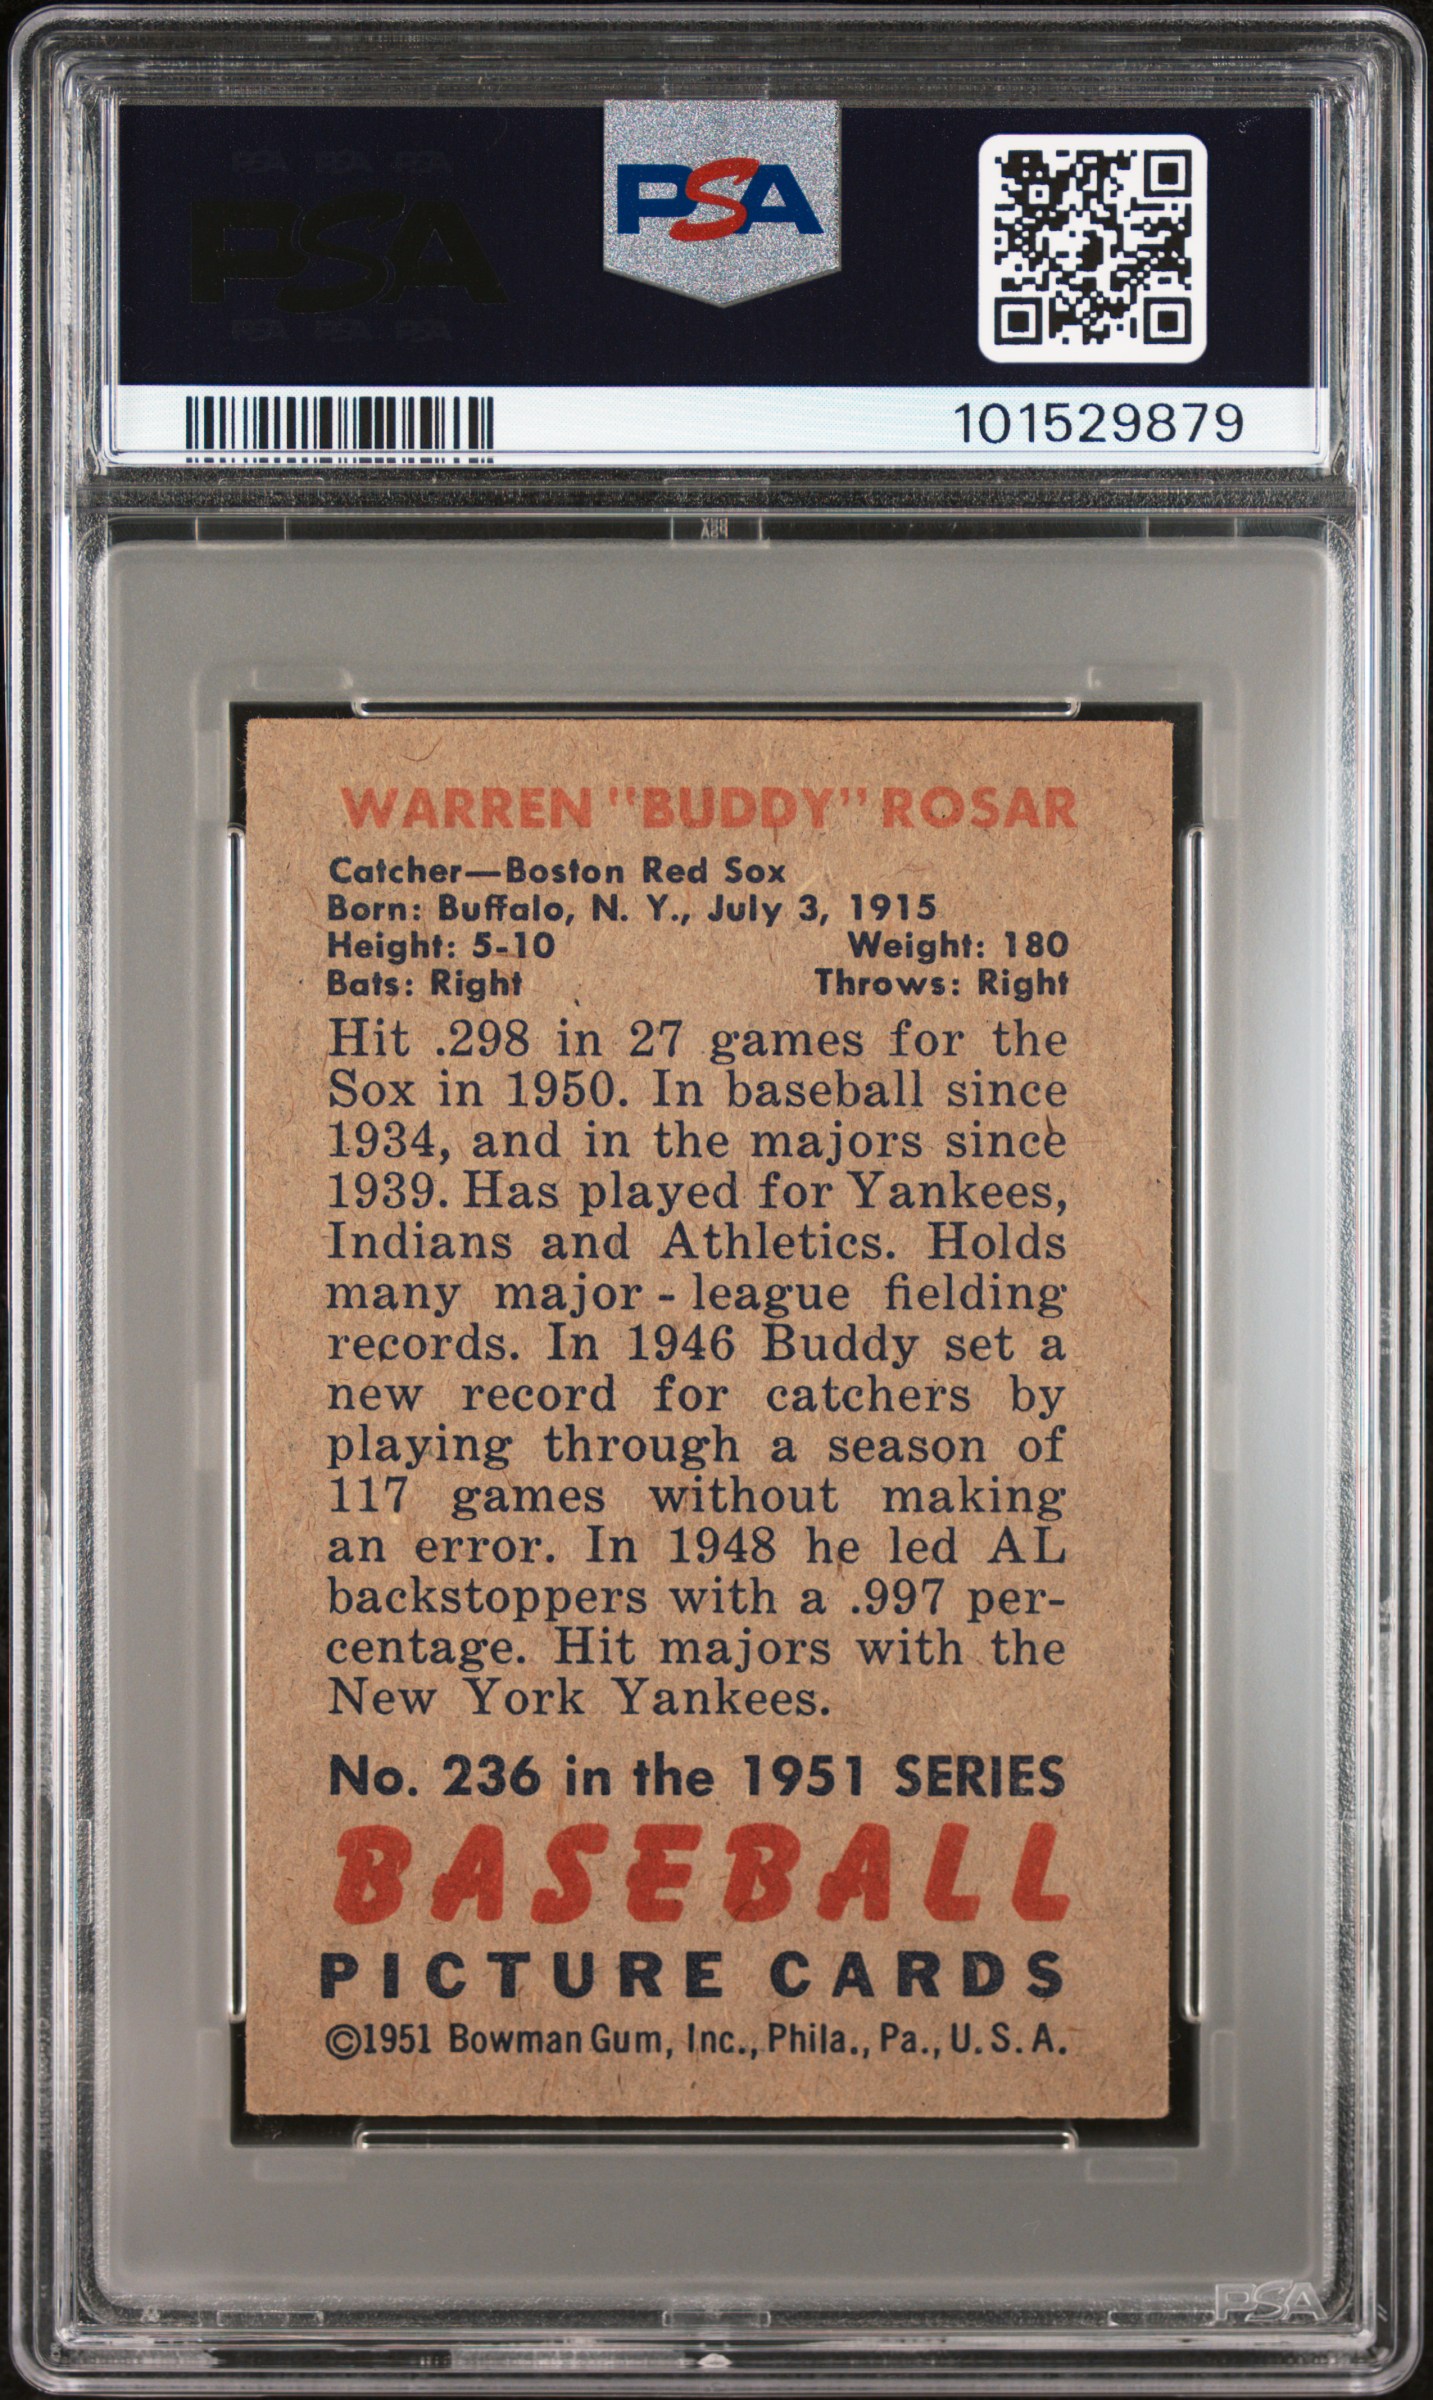 PSA
PSA
101529879
WARREN "BUDDY" ROSAR
Catcher—Boston Red Sox
Born: Buffalo, N. Y., July 3, 1915
Height: 5-10 Weight: 180
Bats: Right Throws: Right
Hit .298 in 27 games for the
Sox in 1950. In baseball since
1934, and in the majors since
1939. Has played for Yankees,
Indians and Athletics. Holds
many major - league fielding
records. In 1946 Buddy set a
new record for catchers by
playing through a season of
117 games without making
an error. In 1948 he led AL
backstoppers with a .997 per-
centage. Hit majors with the
New York Yankees.
No. 236 in the 1951 SERIES
BASEBALL
PICTURE CARDS
©1951 Bowman Gum, Inc., Phila., Pa., U. S. A.
PSA